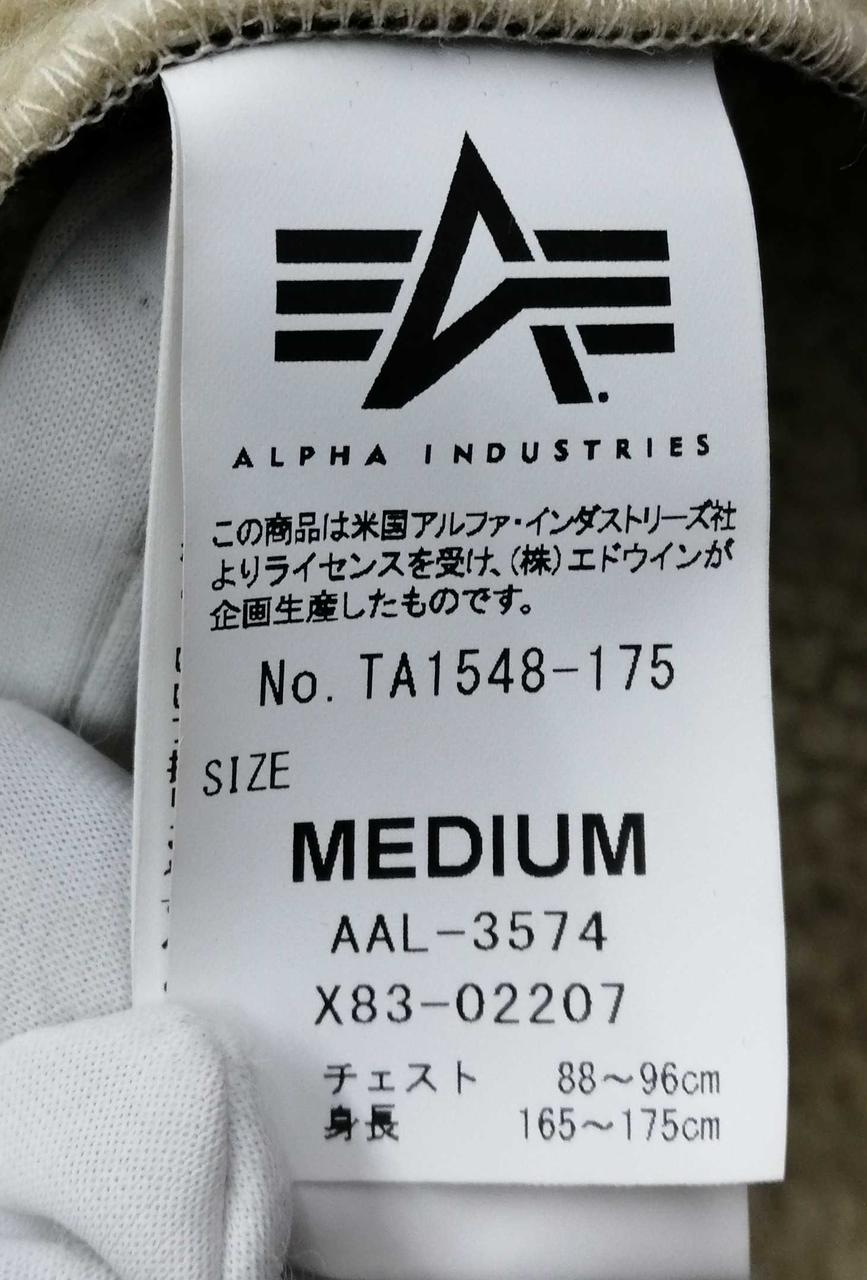 ALPHA INDUSTRIES
この商品は米国アルファ・インダストリーズ社
よりライセンスを受け、(株)エドウインが
企画生産したものです。
No. TA1548-175
SIZE
MEDIUM
AAL-3574
X83-02207
チェスト 88〜96cm
身長 165〜175cm